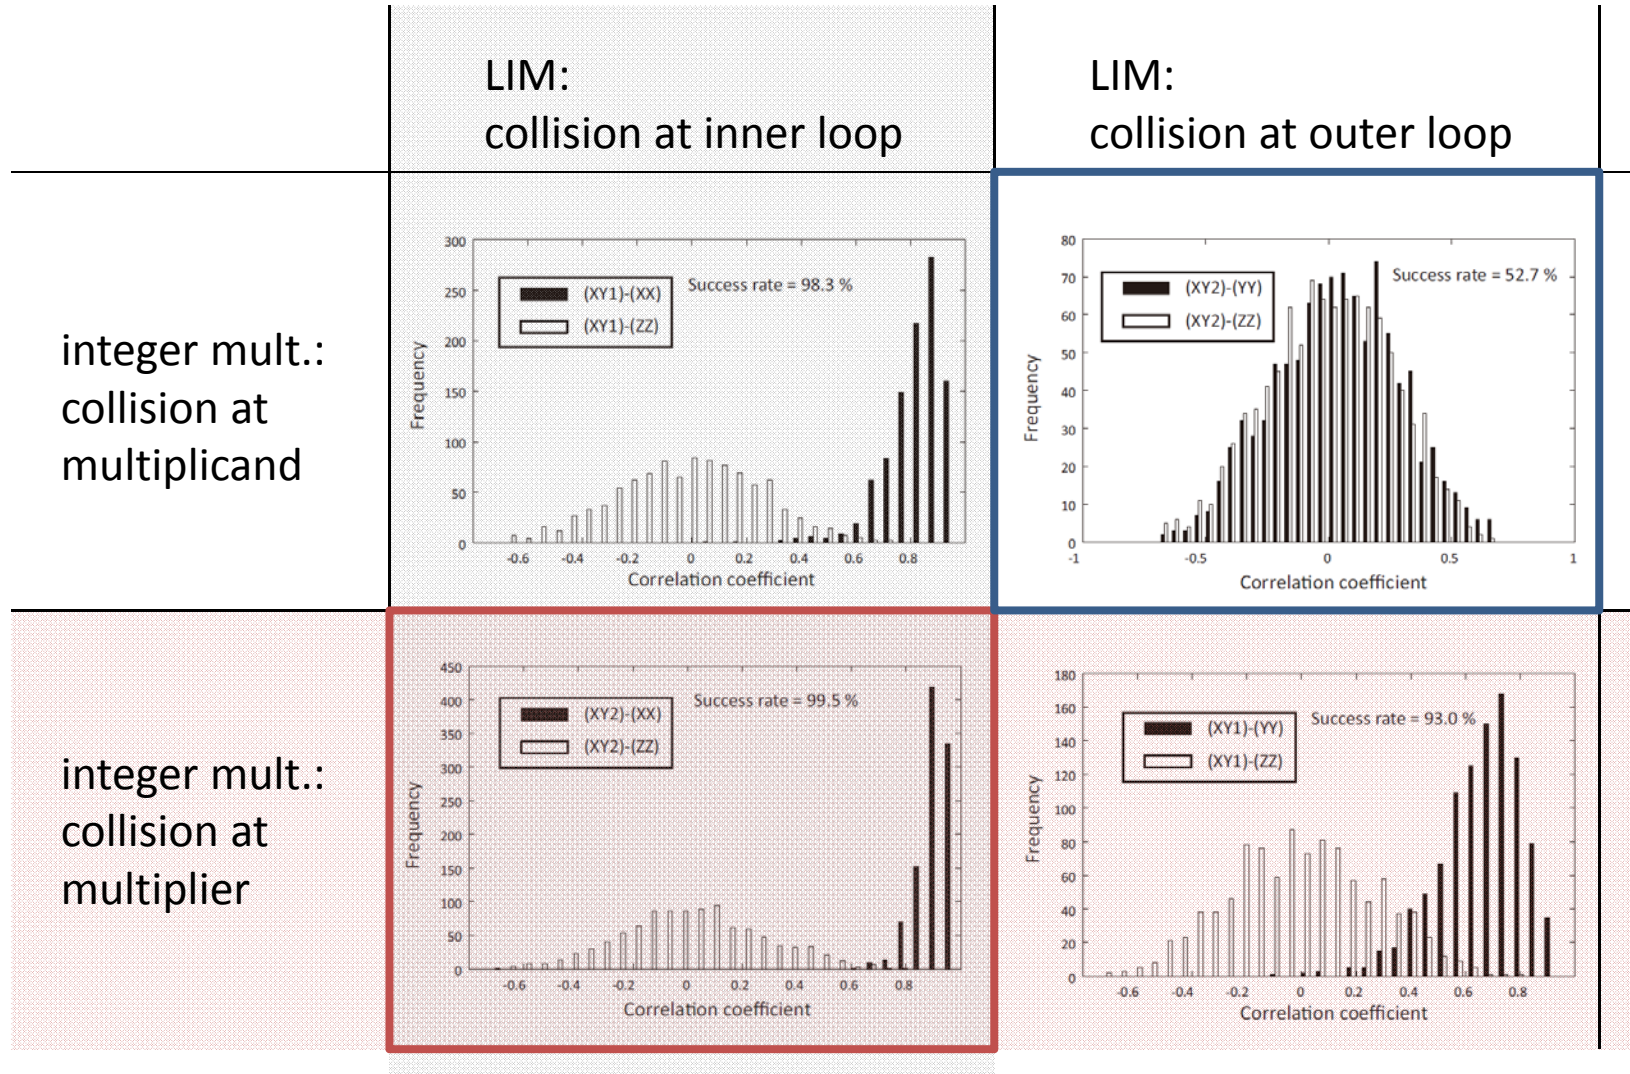 LIM:
collision at inner loop
LIM:
collision at outer loop
integer mult.:
collision at
multiplicand
300
250
200
150
100
50
0
Frequency
(XY1)-(XX)
(XY1)-(ZZ)
Success rate = 98.3 %
-0.6 -0.4 -0.2 0 0.2 0.4 0.6 0.8
Correlation coefficient
80
70
60
50
40
30
20
10
0
Frequency
(XY2)-(YY)
(XY2)-(ZZ)
Success rate = 52.7 %
-1 -0.5 0 0.5 1
Correlation coefficient
integer mult.:
collision at
multiplier
450
400
350
300
250
200
150
100
50
0
Frequency
(XY2)-(XX)
(XY2)-(ZZ)
Success rate = 99.5 %
-0.6 -0.4 -0.2 0 0.2 0.4 0.6 0.8
Correlation coefficient
180
160
140
120
100
80
60
40
20
0
Frequency
(XY1)-(YY)
(XY1)-(ZZ)
Success rate = 93.0 %
-0.6 -0.4 -0.2 0 0.2 0.4 0.6 0.8
Correlation coefficient